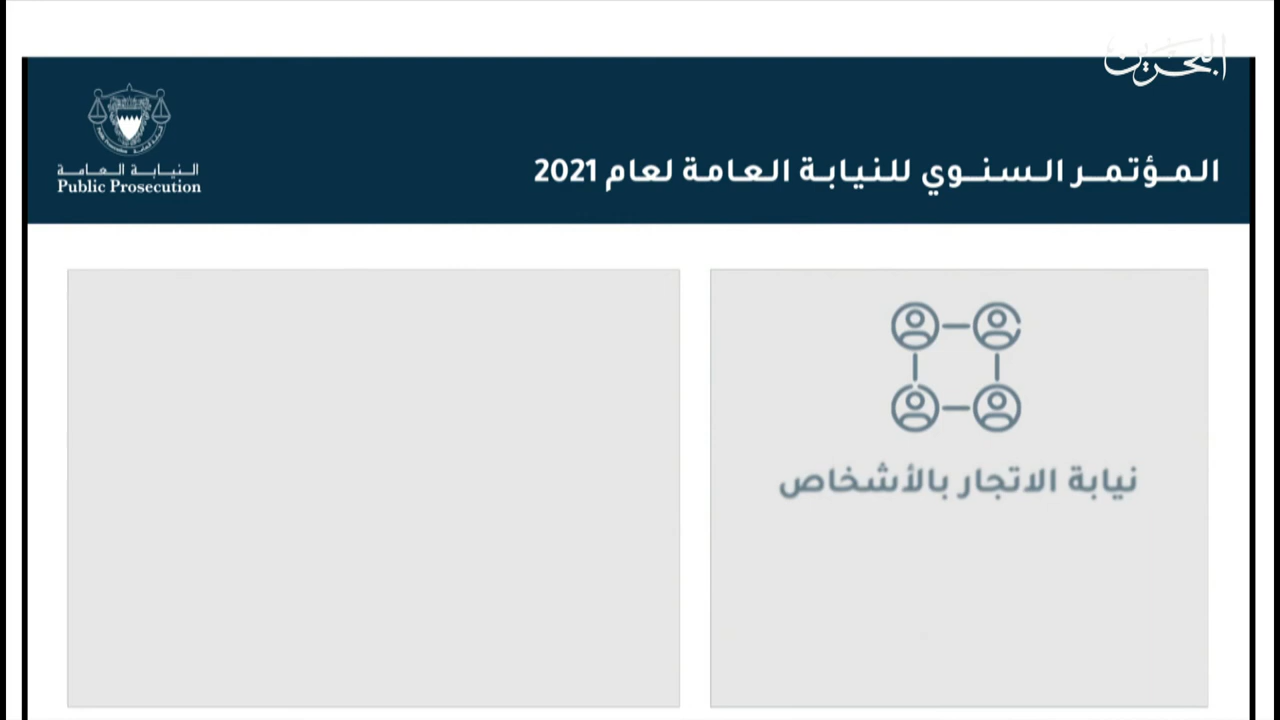 البحرين
النيابة العامة
Public Prosecution
المؤتمر السنوي للنيابة العامة لعام 2021
نيابة الاتجار بالأشخاص